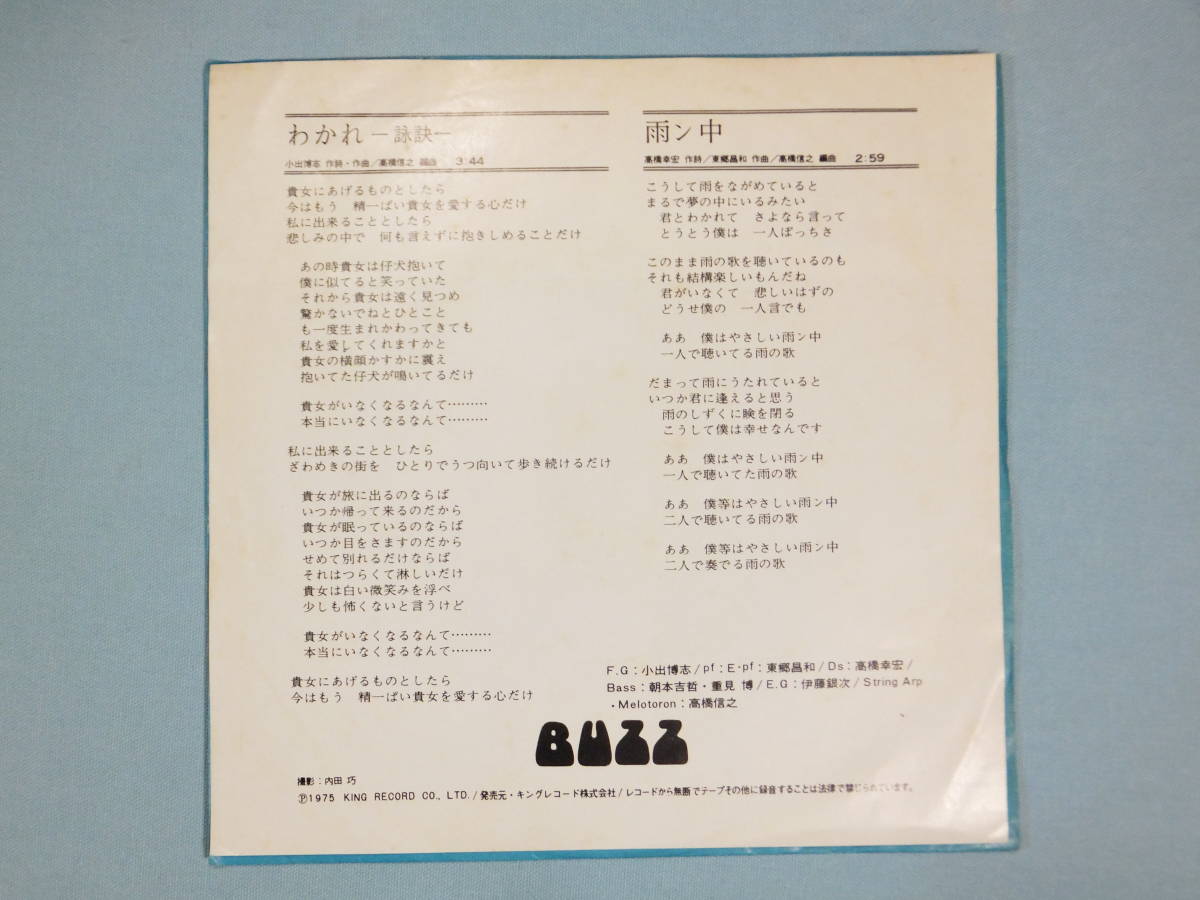 わかれ ー詠訣ー
小出博志 作詩・作曲／高橋信之 編曲 3:44
貴女にあげるものとしたら
今はもう 精一ぱい貴女を愛する心だけ
私に出来ることとしたら
悲しみの中で 何も言えずに抱きしめることだけ
あの時貴女は仔犬抱いて
僕に似てると笑っていた
それから貴女は遠く見つめ
驚かないでねとひとこと
も一度生まれかわってきても
私を愛してくれますかと
貴女の横顔かすかに震え
抱いてた仔犬が鳴いてるだけ
貴女がいなくなるなんて………
本当にいなくなるなんて………
私に出来ることとしたら
ざわめきの街を ひとりでうつ向いて歩き続けるだけ
貴女が旅に出るのならば
いつか帰って来るのだから
貴女が眠っているのならば
いつか目をさますのだから
せめて別れるだけならば
それはつらくて淋しいだけ
貴女は白い微笑みを浮べ
少しも怖くないと言うけど
貴女がいなくなるなんて………
本当にいなくなるなんて………
貴女にあげるものとしたら
今はもう 精一ぱい貴女を愛する心だけ
雨ン中
高橋幸宏 作詩／東郷昌和 作曲／高橋信之 編曲 2:59
こうして雨をながめていると
まるで夢の中にいるみたい
君とわかれて さよなら言って
とうとう僕は 一人ぼっちさ
このまま雨の歌を聴いているのも
それも結構楽しいもんだね
君がいなくて 悲しいはずの
どうせ僕の 一人言でも
ああ 僕はやさしい雨ン中
一人で聴いてる雨の歌
だまって雨にうたれていると
いつか君に逢えると思う
雨のしずくに瞼を閉る
こうして僕は幸せなんです
ああ 僕はやさしい雨ン中
一人で聴いてた雨の歌
ああ 僕等はやさしい雨ン中
二人で聴いてる雨の歌
ああ 僕等はやさしい雨ン中
二人で奏でる雨の歌
F.G：小出博志／pf：E・pf：東郷昌和／Ds：高橋幸宏／
Bass：朝本吉哲・重見 博／E.G：伊藤銀次／String Arp
・Melotoron：高橋信之
BUZZ
撮影：内田 巧
Ⓟ1975 KING RECORD CO., LTD.／発売元・キングレコード株式会社／レコードから無断でテープその他に録音することは法律で禁じられています。